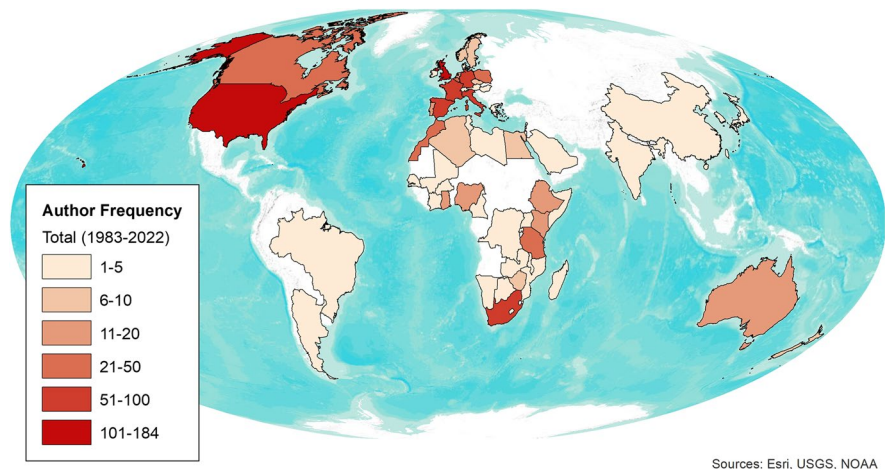 Author Frequency
Total (1983-2022)
1-5
6-10
11-20
21-50
51-100
101-184
Sources: Esri, USGS, NOAA